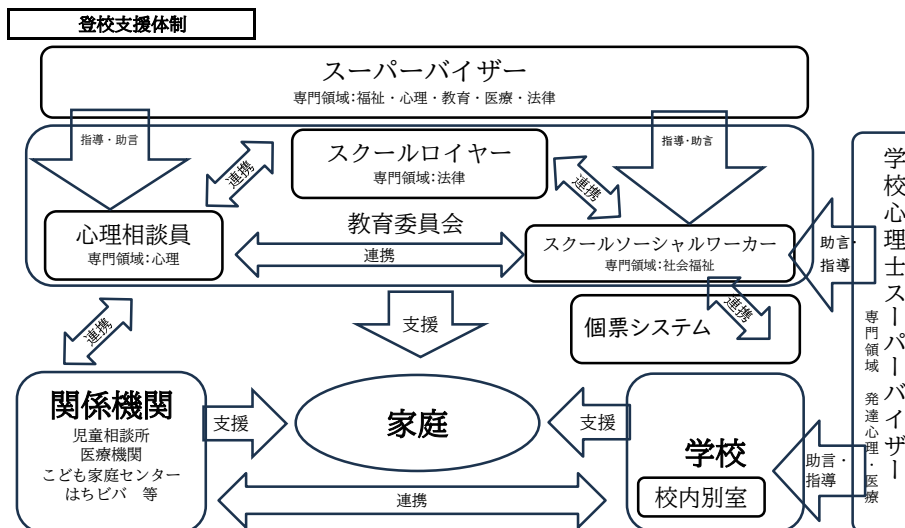 登校支援体制
スーパーバイザー
専門領域:福祉・心理・教育・医療・法律
指導・助言
指導・助言
スクールロイヤー
専門領域:法律
連携
連携
教育委員会
心理相談員
専門領域:心理
連携
スクールソーシャルワーカー
専門領域:社会福祉
助言・
指導
学校心理士スーパーバイザー
専門領域 発達心理・医療
連携
支援
連携
個票システム
関係機関
児童相談所
医療機関
こども家庭センター
はちビバ 等
支援
家庭
支援
学校
校内別室
助言・
指導
連携